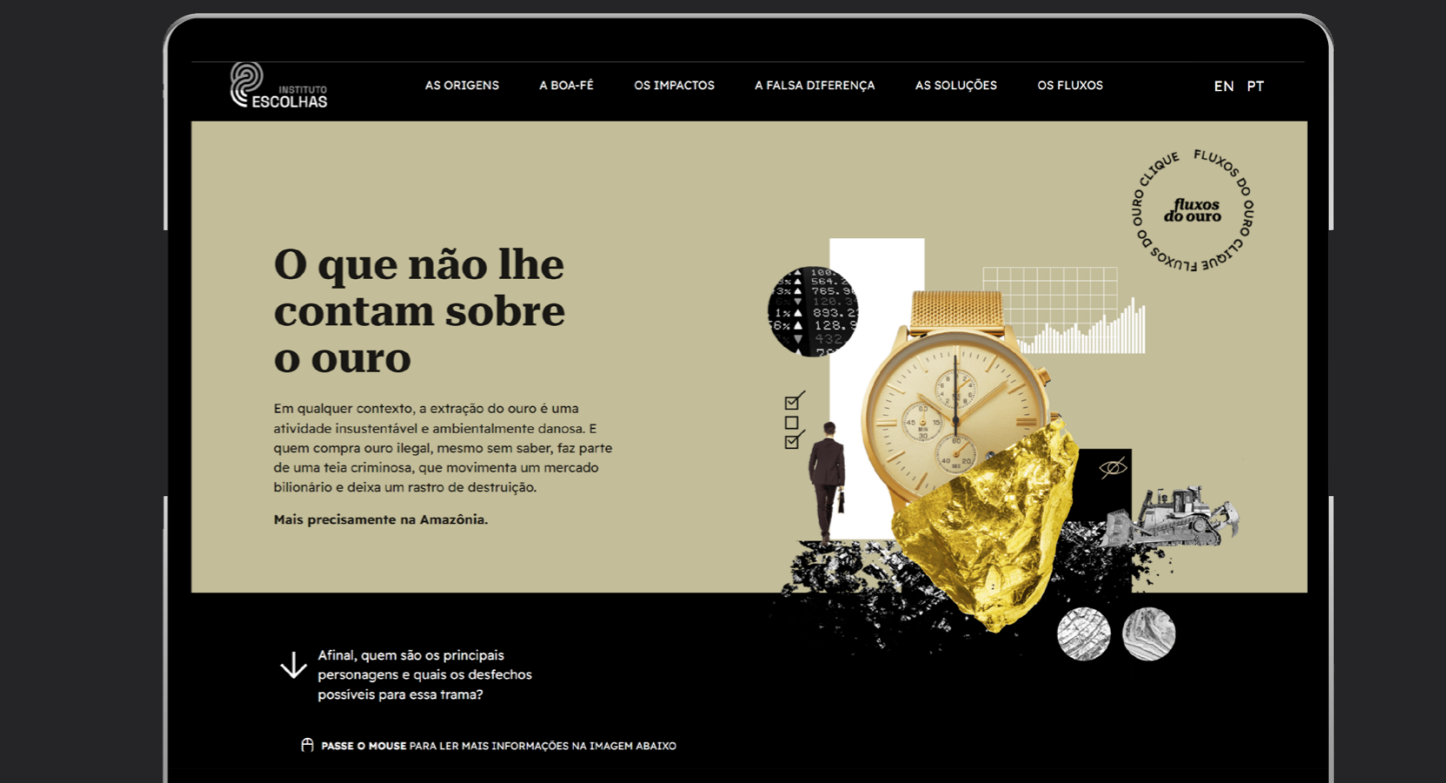 INSTITUTO
ESCOLHAS
AS ORIGENS
A BOA-FÉ
OS IMPACTOS
A FALSA DIFERENÇA
AS SOLUÇÕES
OS FLUXOS
EN PT
FLUXOS DO OURO CLIQUE FLUXOS DO OURO CLIQUE
fluxos
do ouro
O que não lhe
contam sobre
o ouro
Em qualquer contexto, a extração do ouro é uma
atividade insustentável e ambientalmente danosa. E
quem compra ouro ilegal, mesmo sem saber, faz parte
de uma teia criminosa, que movimenta um mercado
bilionário e deixa um rastro de destruição.
Mais precisamente na Amazônia.
Afinal, quem são os principais
personagens e quais os desfechos
possíveis para essa trama?
PASSE O MOUSE PARA LER MAIS INFORMAÇÕES NA IMAGEM ABAIXO